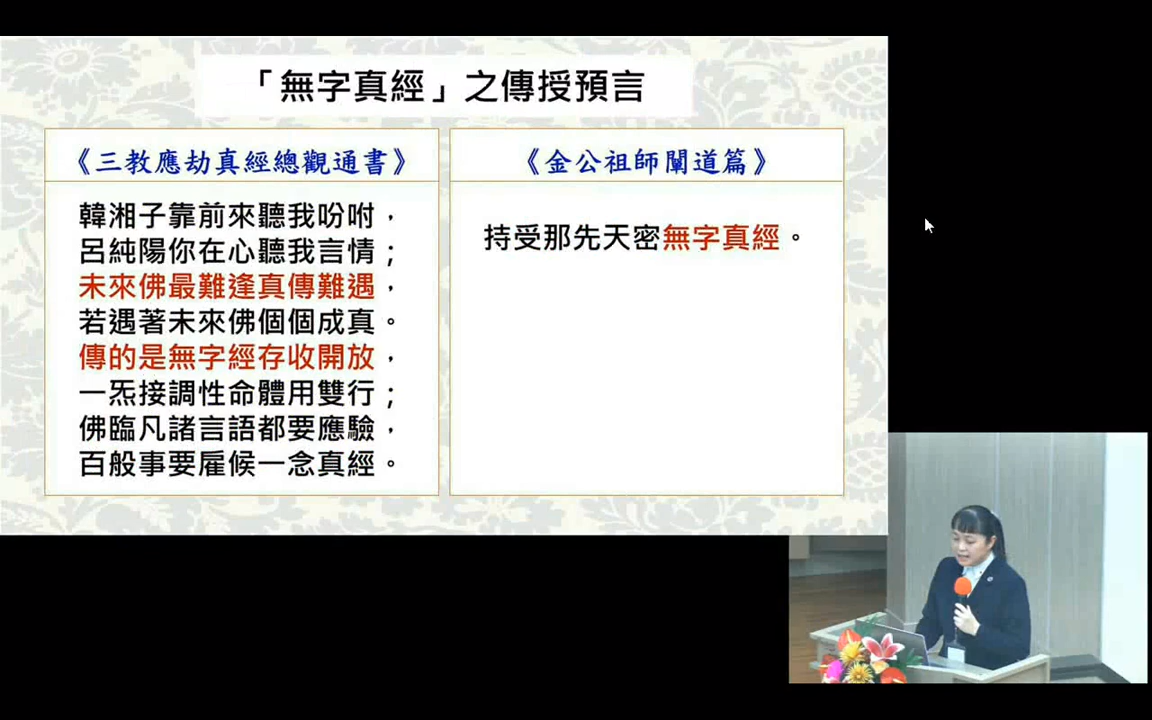 「無字真經」之傳授預言
《三教應劫真經總觀通書》
韓湘子靠前來聽我吩咐，
呂純陽你在心聽我言情；
未來佛最難逢真傳難遇，
若遇著未來佛個個成真。
傳的是無字經存收開放，
一炁接調性命體用雙行；
佛臨凡諸言語都要應驗，
百般事要雇候一念真經。
《金公祖師闡道篇》
持受那先天密無字真經。